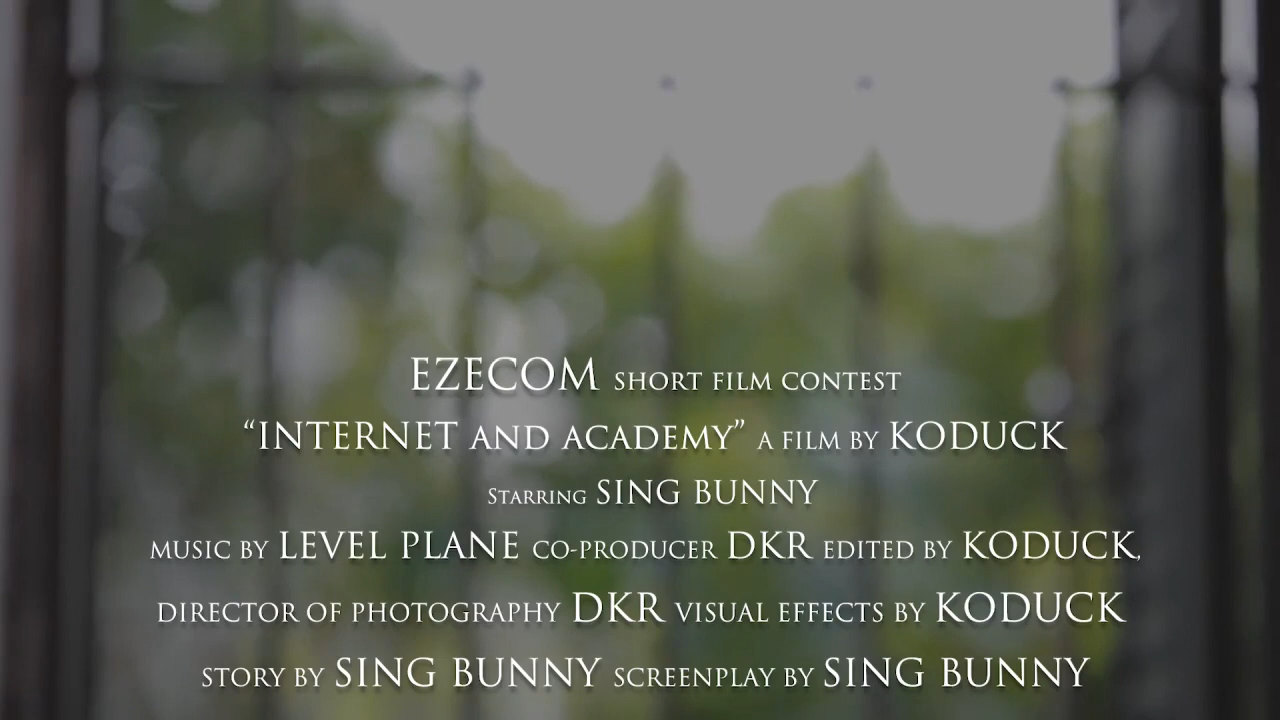 EZECOM SHORT FILM CONTEST
“INTERNET AND ACADEMY” A FILM BY KODUCK
STARRING SING BUNNY
MUSIC BY LEVEL PLANE CO-PRODUCER DKR EDITED BY KODUCK,
DIRECTOR OF PHOTOGRAPHY DKR VISUAL EFFECTS BY KODUCK
STORY BY SING BUNNY SCREENPLAY BY SING BUNNY